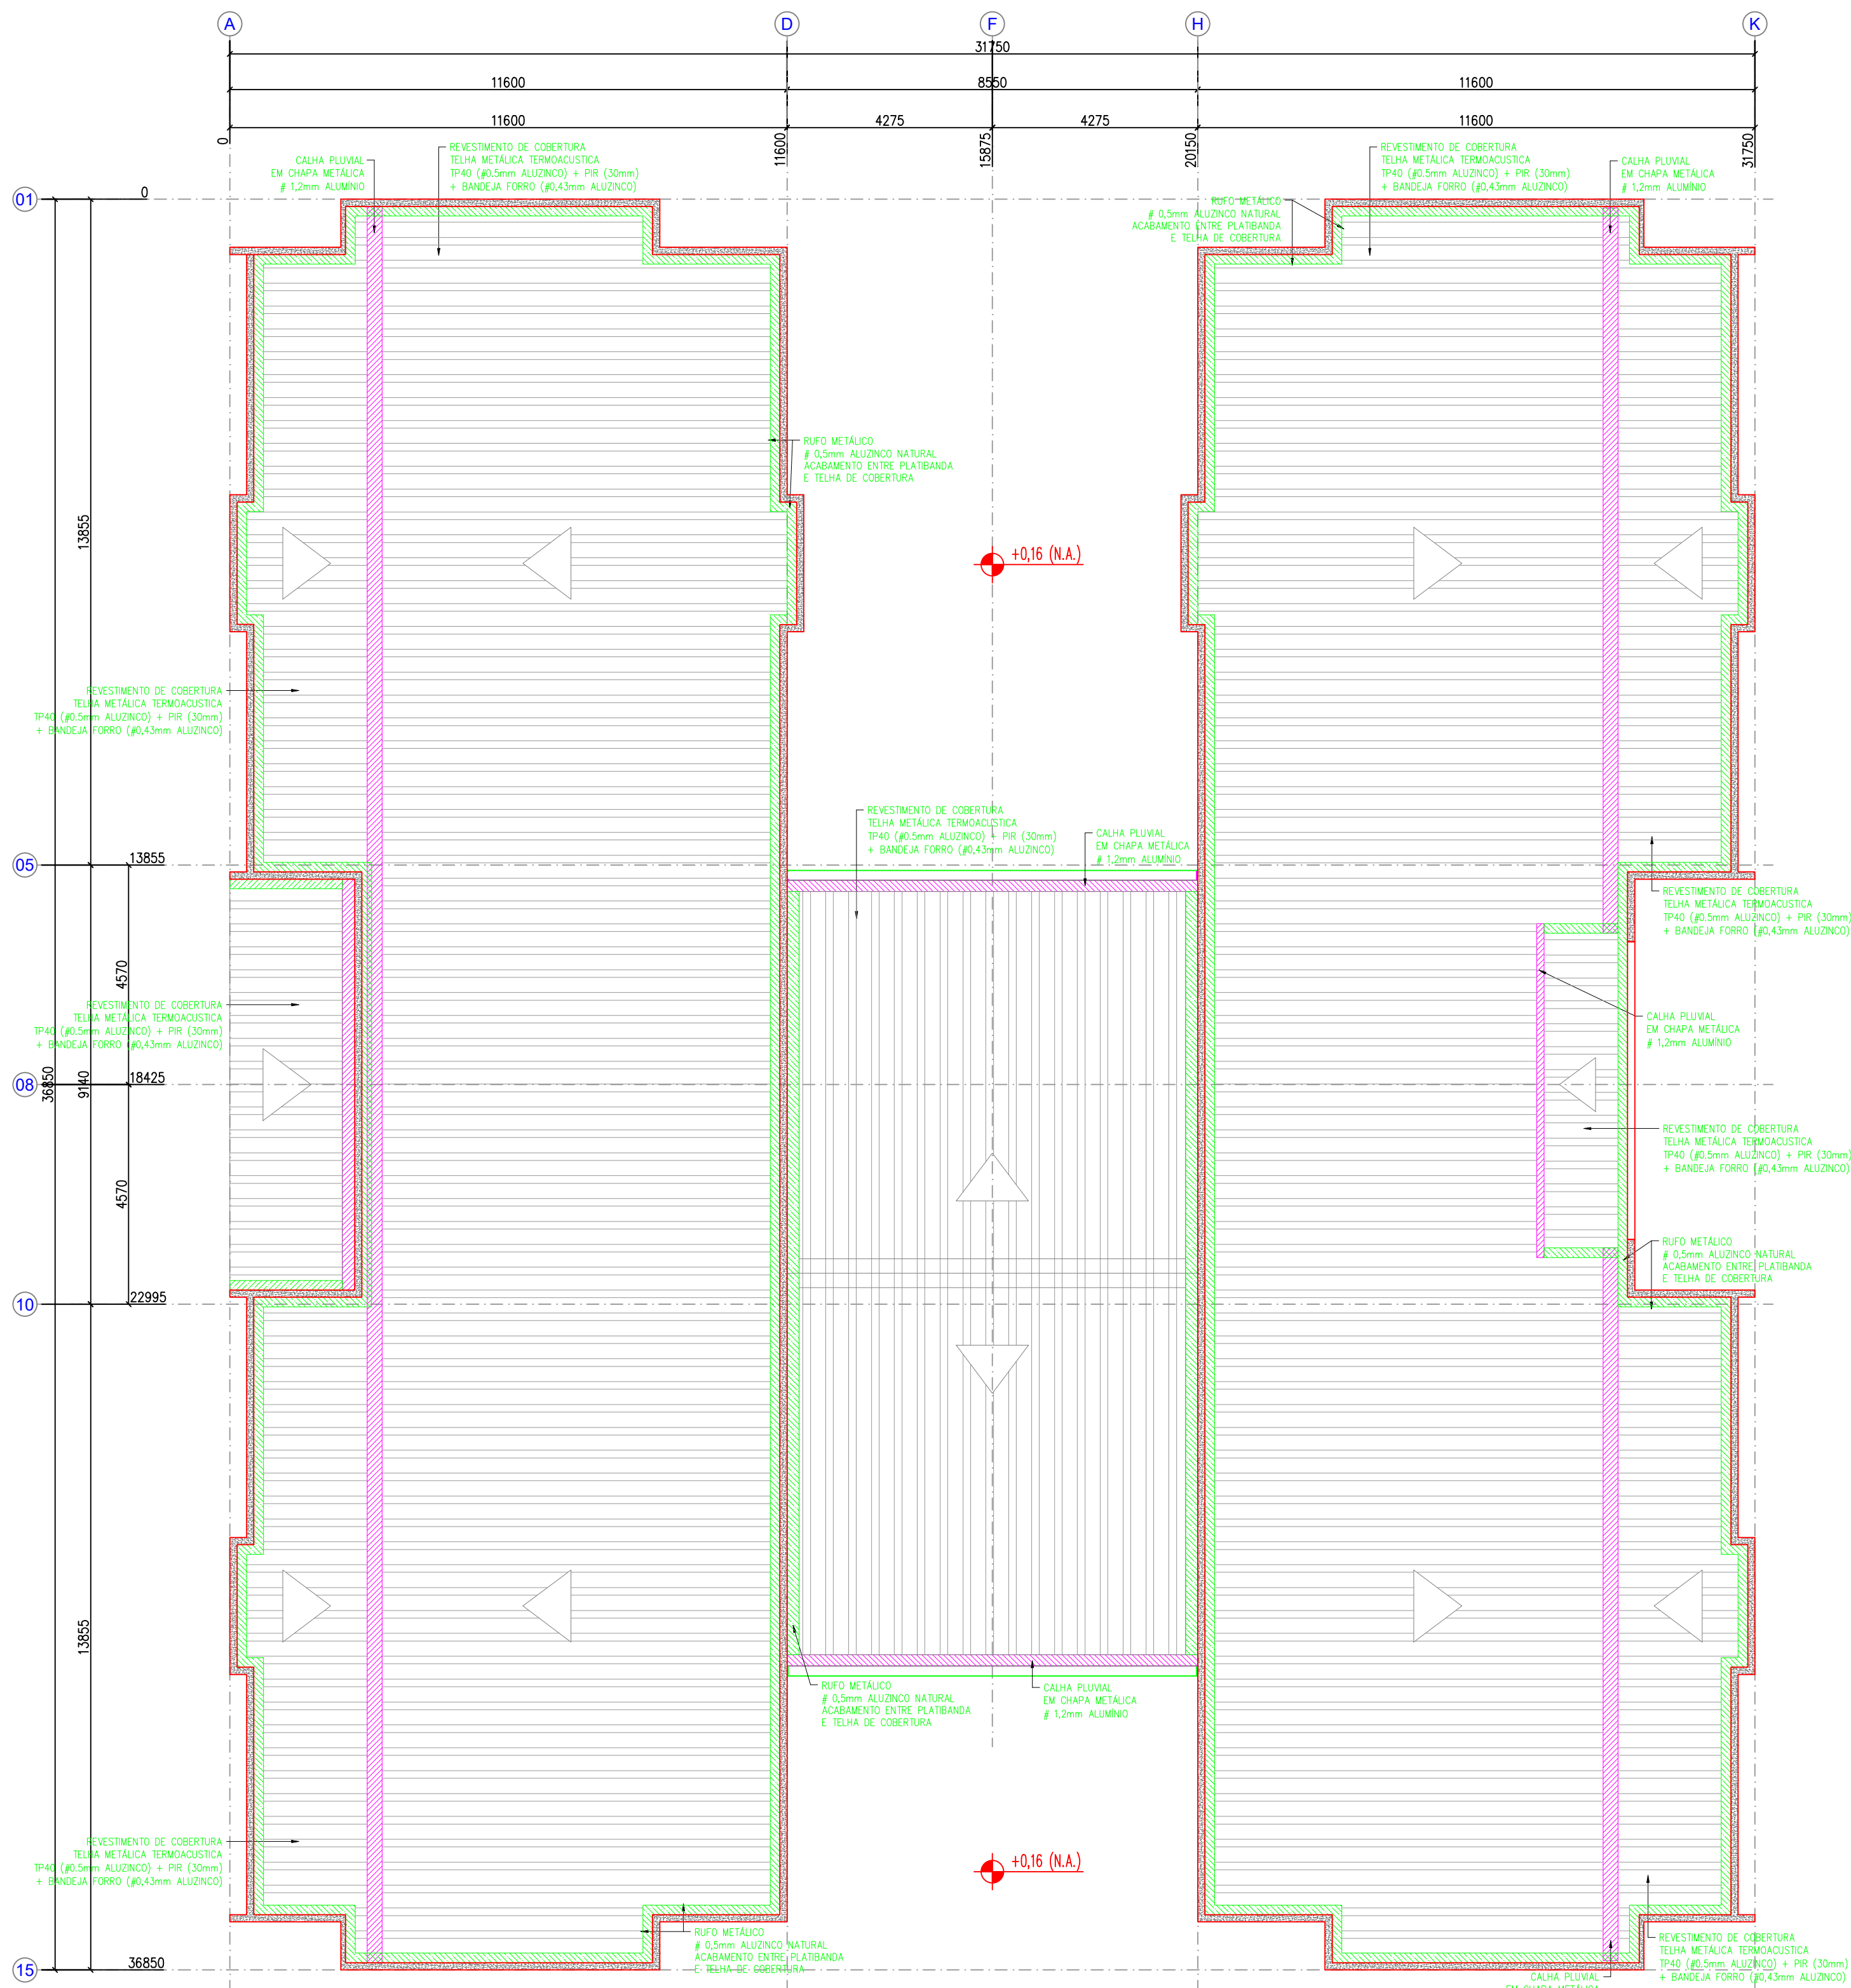 A
D
F
H
K
31750
11600
8550
11600
11600
4275
4275
11600
0
11600
15875
20150
31750
01
0
CALHA PLUVIAL
EM CHAPA METÁLICA
# 1,2mm ALUMÍNIO
REVESTIMENTO DE COBERTURA
TELHA METÁLICA TERMOACUSTICA
TP40 (#0.5mm ALUZINCO) + PIR (30mm)
+ BANDEJA FORRO (#0,43mm ALUZINCO)
REVESTIMENTO DE COBERTURA
TELHA METÁLICA TERMOACUSTICA
TP40 (#0.5mm ALUZINCO) + PIR (30mm)
+ BANDEJA FORRO (#0,43mm ALUZINCO)
CALHA PLUVIAL
EM CHAPA METÁLICA
# 1,2mm ALUMÍNIO
RUFO METÁLICO
# 0,5mm ALUZINCO NATURAL
ACABAMENTO ENTRE PLATIBANDA
E TELHA DE COBERTURA
RUFO METÁLICO
# 0,5mm ALUZINCO NATURAL
ACABAMENTO ENTRE PLATIBANDA
E TELHA DE COBERTURA
13855
+0,16 (N.A.)
REVESTIMENTO DE COBERTURA
TELHA METÁLICA TERMOACUSTICA
TP40 (#0.5mm ALUZINCO) + PIR (30mm)
+ BANDEJA FORRO (#0,43mm ALUZINCO)
REVESTIMENTO DE COBERTURA
TELHA METÁLICA TERMOACUSTICA
TP40 (#0.5mm ALUZINCO) + PIR (30mm)
+ BANDEJA FORRO (#0,43mm ALUZINCO)
CALHA PLUVIAL
EM CHAPA METÁLICA
# 1,2mm ALUMÍNIO
05
13855
REVESTIMENTO DE COBERTURA
TELHA METÁLICA TERMOACUSTICA
TP40 (#0.5mm ALUZINCO) + PIR (30mm)
+ BANDEJA FORRO (#0,43mm ALUZINCO)
4570
REVESTIMENTO DE COBERTURA
TELHA METÁLICA TERMOACUSTICA
TP40 (#0.5mm ALUZINCO) + PIR (30mm)
+ BANDEJA FORRO (#0,43mm ALUZINCO)
CALHA PLUVIAL
EM CHAPA METÁLICA
# 1,2mm ALUMÍNIO
08
36850
9140
18425
REVESTIMENTO DE COBERTURA
TELHA METÁLICA TERMOACUSTICA
TP40 (#0.5mm ALUZINCO) + PIR (30mm)
+ BANDEJA FORRO (#0,43mm ALUZINCO)
4570
RUFO METÁLICO
# 0,5mm ALUZINCO NATURAL
ACABAMENTO ENTRE PLATIBANDA
E TELHA DE COBERTURA
10
22995
13855
RUFO METÁLICO
# 0,5mm ALUZINCO NATURAL
ACABAMENTO ENTRE PLATIBANDA
E TELHA DE COBERTURA
CALHA PLUVIAL
EM CHAPA METÁLICA
# 1,2mm ALUMÍNIO
REVESTIMENTO DE COBERTURA
TELHA METÁLICA TERMOACUSTICA
TP40 (#0.5mm ALUZINCO) + PIR (30mm)
+ BANDEJA FORRO (#0,43mm ALUZINCO)
+0,16 (N.A.)
RUFO METÁLICO
# 0,5mm ALUZINCO NATURAL
ACABAMENTO ENTRE PLATIBANDA
E TELHA DE COBERTURA
REVESTIMENTO DE COBERTURA
TELHA METÁLICA TERMOACUSTICA
TP40 (#0.5mm ALUZINCO) + PIR (30mm)
+ BANDEJA FORRO (#0,43mm ALUZINCO)
15
36850
CALHA PLUVIAL
EM CHAPA METÁLICA